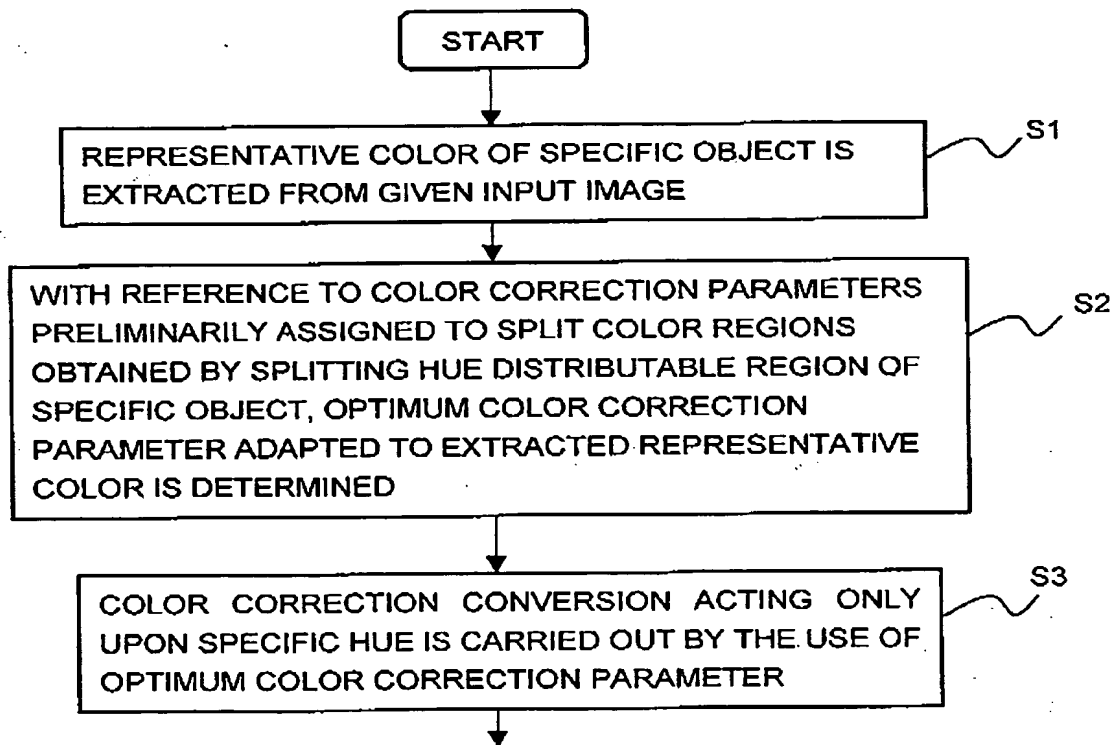 START
REPRESENTATIVE COLOR OF SPECIFIC OBJECT IS
EXTRACTED FROM GIVEN INPUT IMAGE
S1
WITH REFERENCE TO COLOR CORRECTION PARAMETERS
PRELIMINARILY ASSIGNED TO SPLIT COLOR REGIONS
OBTAINED BY SPLITTING HUE DISTRIBUTABLE REGION OF
SPECIFIC OBJECT, OPTIMUM COLOR CORRECTION
PARAMETER ADAPTED TO EXTRACTED REPRESENTATIVE
COLOR IS DETERMINED
S2
COLOR CORRECTION CONVERSION ACTING ONLY
UPON SPECIFIC HUE IS CARRIED OUT BY THE USE OF
OPTIMUM COLOR CORRECTION PARAMETER
S3